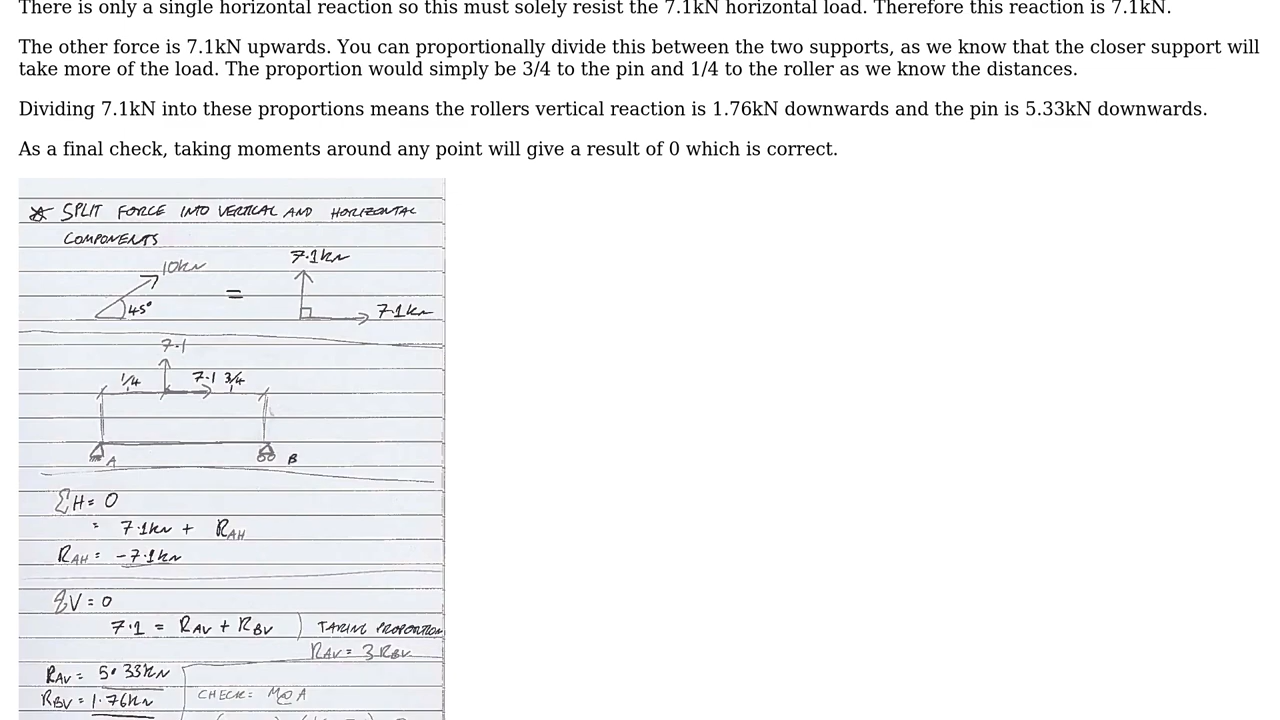 There is only a single horizontal reaction so this must solely resist the 7.1kN horizontal load. Therefore this reaction is 7.1kN.
The other force is 7.1kN upwards. You can proportionally divide this between the two supports, as we know that the closer support will
take more of the load. The proportion would simply be 3/4 to the pin and 1/4 to the roller as we know the distances.
Dividing 7.1kN into these proportions means the rollers vertical reaction is 1.76kN downwards and the pin is 5.33kN downwards.
As a final check, taking moments around any point will give a result of 0 which is correct.
SPLIT FORCE INTO VERTICAL AND HORIZONTAL
COMPONENTS
10kN 45° = 7.1kN 7.1kN
7.1
1/4 7.1 3/4
A B
ΣH = 0
= 7.1kN + RAH
RAH = -7.1kN
ΣV = 0
7.1 = RAV + RBV ) TAKING PROPORTION
RAV = 3 RBV
RAV = 5.33kN
RBV = 1.76kN CHECK: M@A